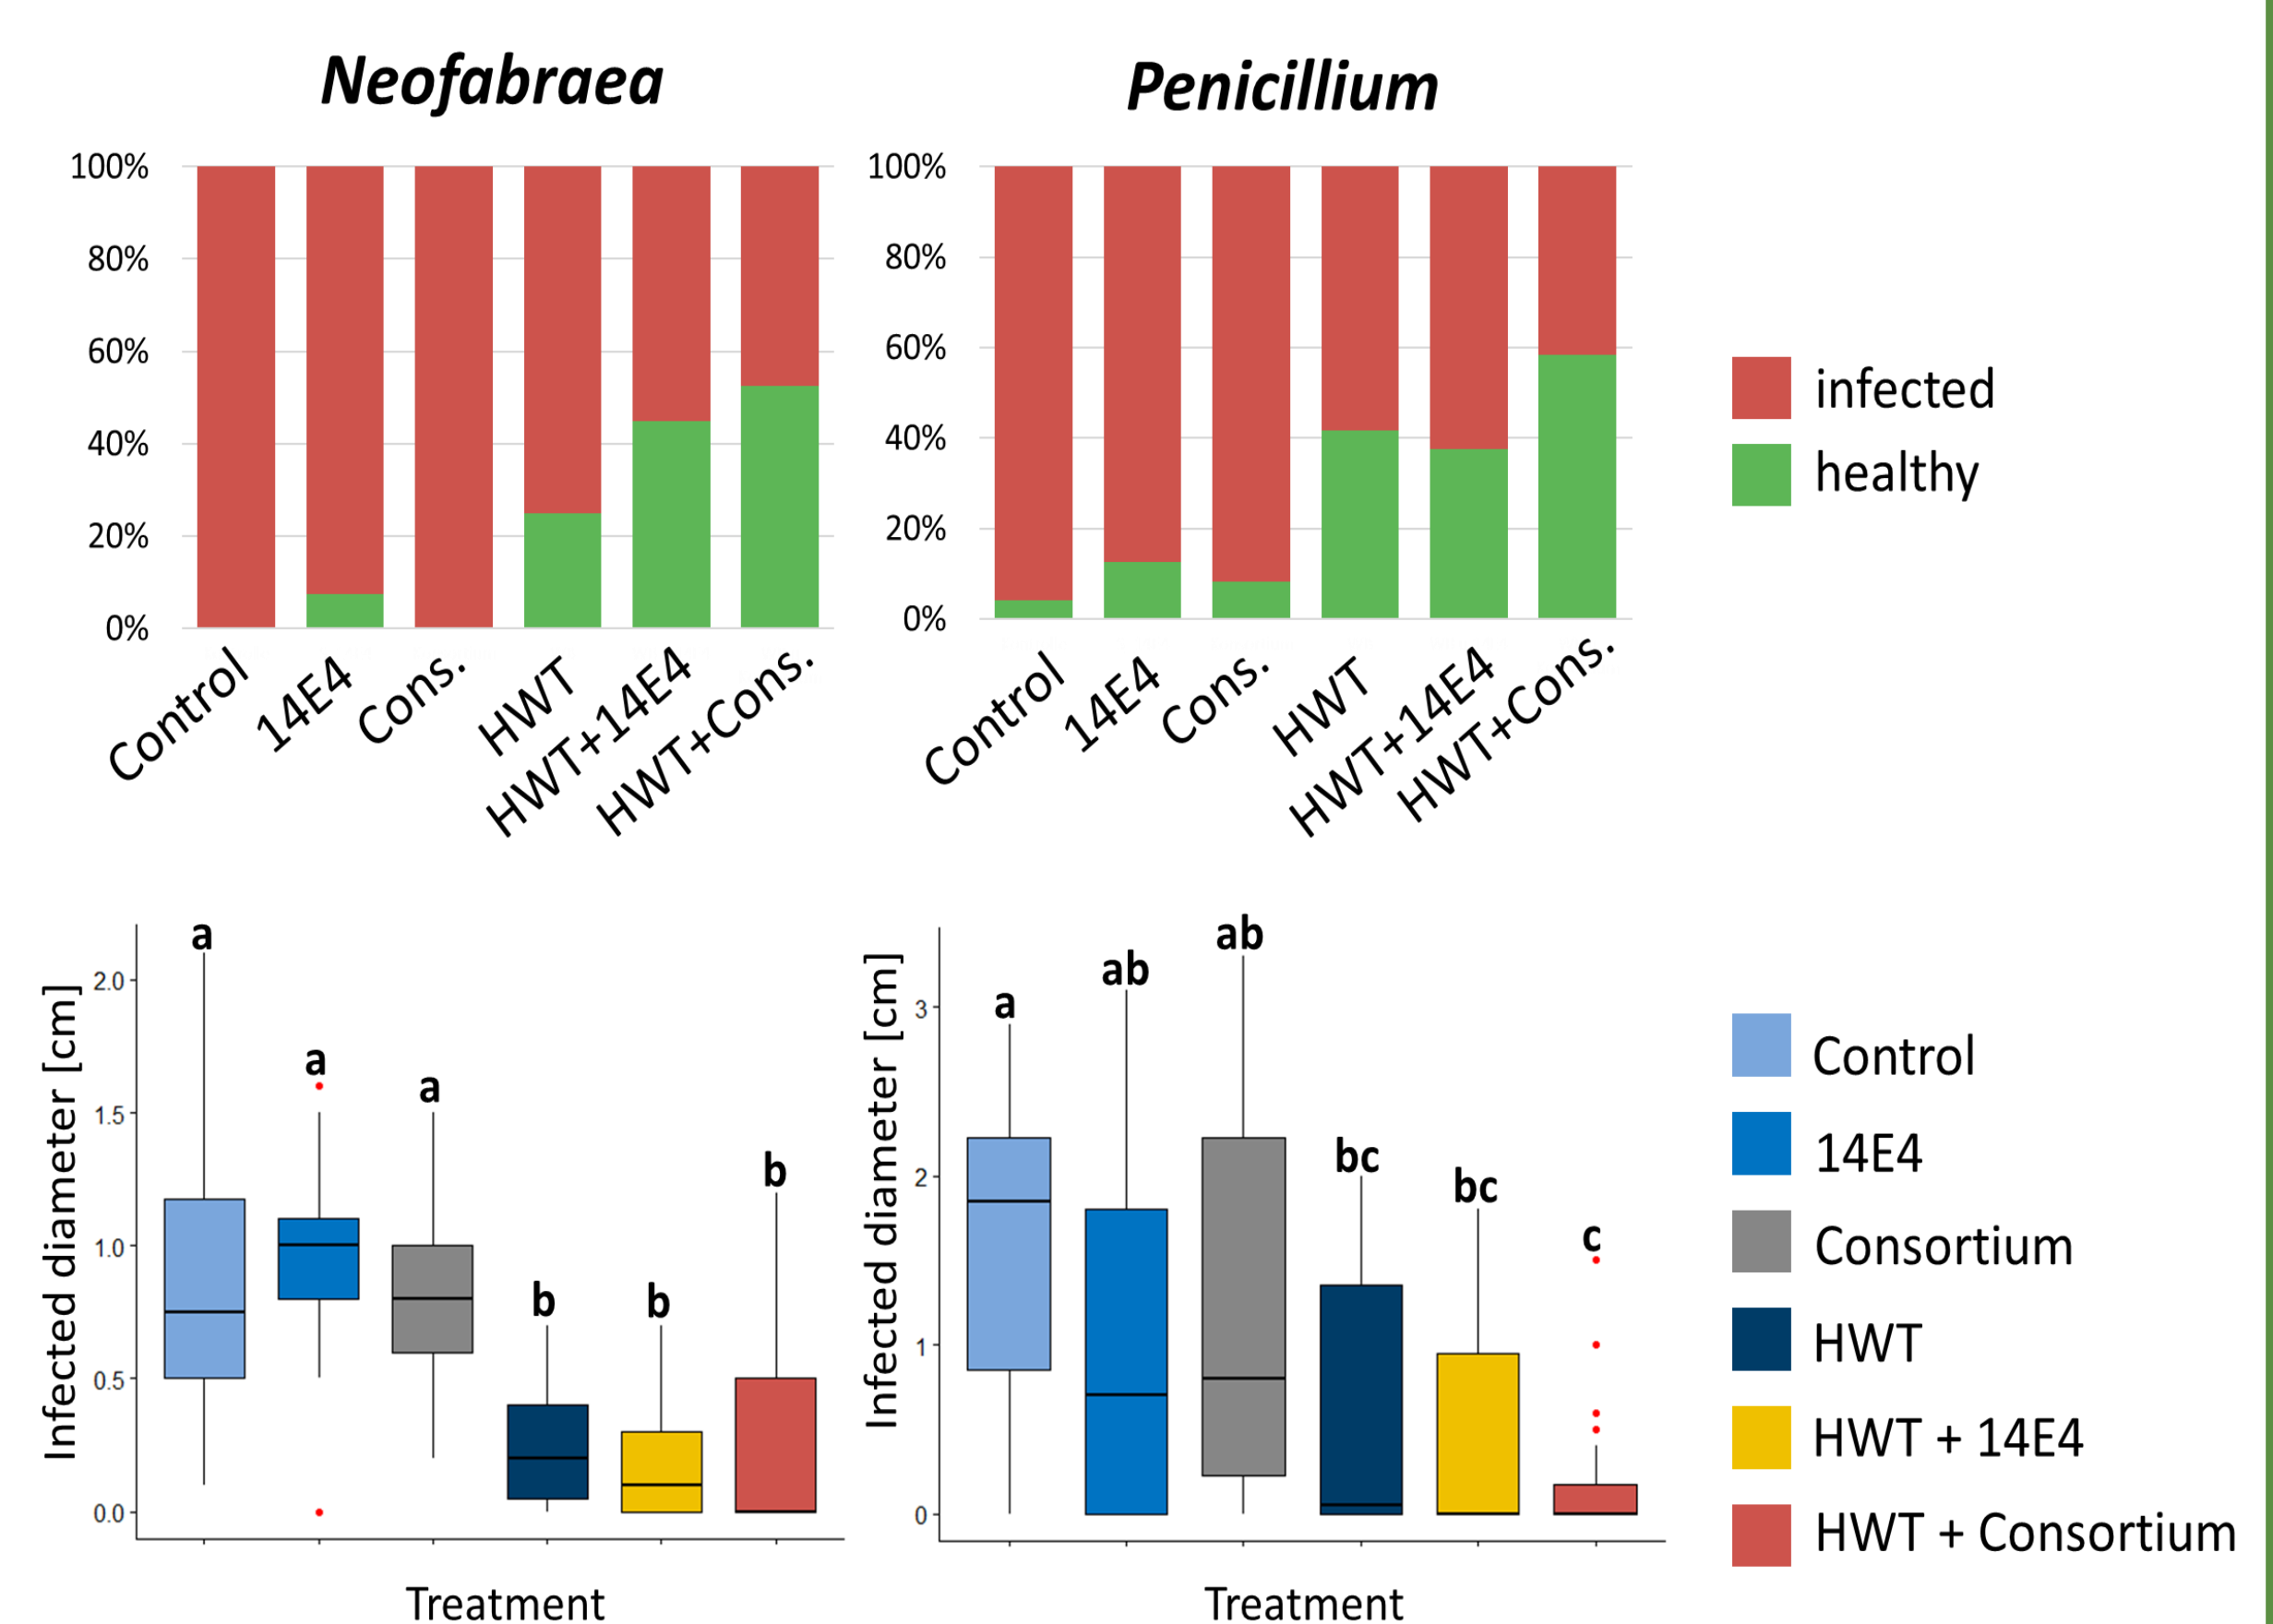 Neofabraea
Penicillium
100%
80%
60%
40%
20%
0%
Control
14E4
Cons.
HWT
HWT+14E4
HWT+Cons.
100%
80%
60%
40%
20%
0%
Control
14E4
Cons.
HWT
HWT+14E4
HWT+Cons.
infected
healthy
Infected diameter [cm]
2.0
1.5
1.0
0.5
0.0
a
a
a
b
b
b
Treatment
Infected diameter [cm]
3
2
1
0
a
ab
ab
bc
bc
c
Treatment
Control
14E4
Consortium
HWT
HWT + 14E4
HWT + Consortium